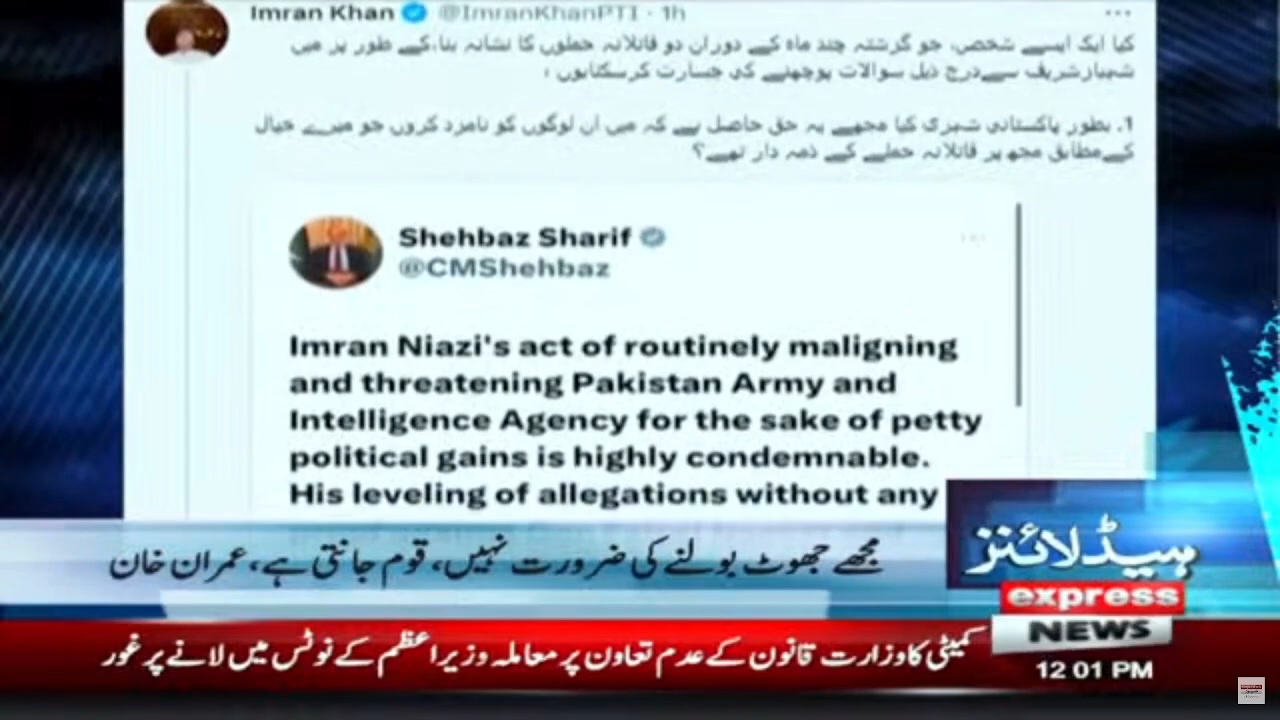 Imran Khan @ImranKhanPTI · 1h
کیا ایک ایسے شخص، جو گزشتہ چند ماہ کے دوران دو قاتلانہ حملوں کا نشانہ بنا، کے طور پر میں
شہباز شریف سے درج ذیل سوالات پوچھنے کی جسارت کرسکتا ہوں :
1. بطور پاکستانی شہری کیا مجھے یہ حق حاصل ہے کہ میں ان لوگوں کو نامزد کروں جو میرے خیال
کے مطابق مجھ پر قاتلانہ حملے کے ذمہ دار تھے؟
Shehbaz Sharif
@CMShehbaz
Imran Niazi's act of routinely maligning
and threatening Pakistan Army and
Intelligence Agency for the sake of petty
political gains is highly condemnable.
His leveling of allegations without any
مجھے جھوٹ بولنے کی ضرورت نہیں، قوم جانتی ہے، عمران خان
ہیڈلائنز
express
NEWS
کمیٹی کا وزارت قانون کے عدم تعاون پر معاملہ وزیراعظم کے نوٹس میں لانے پر غور
12 01 PM